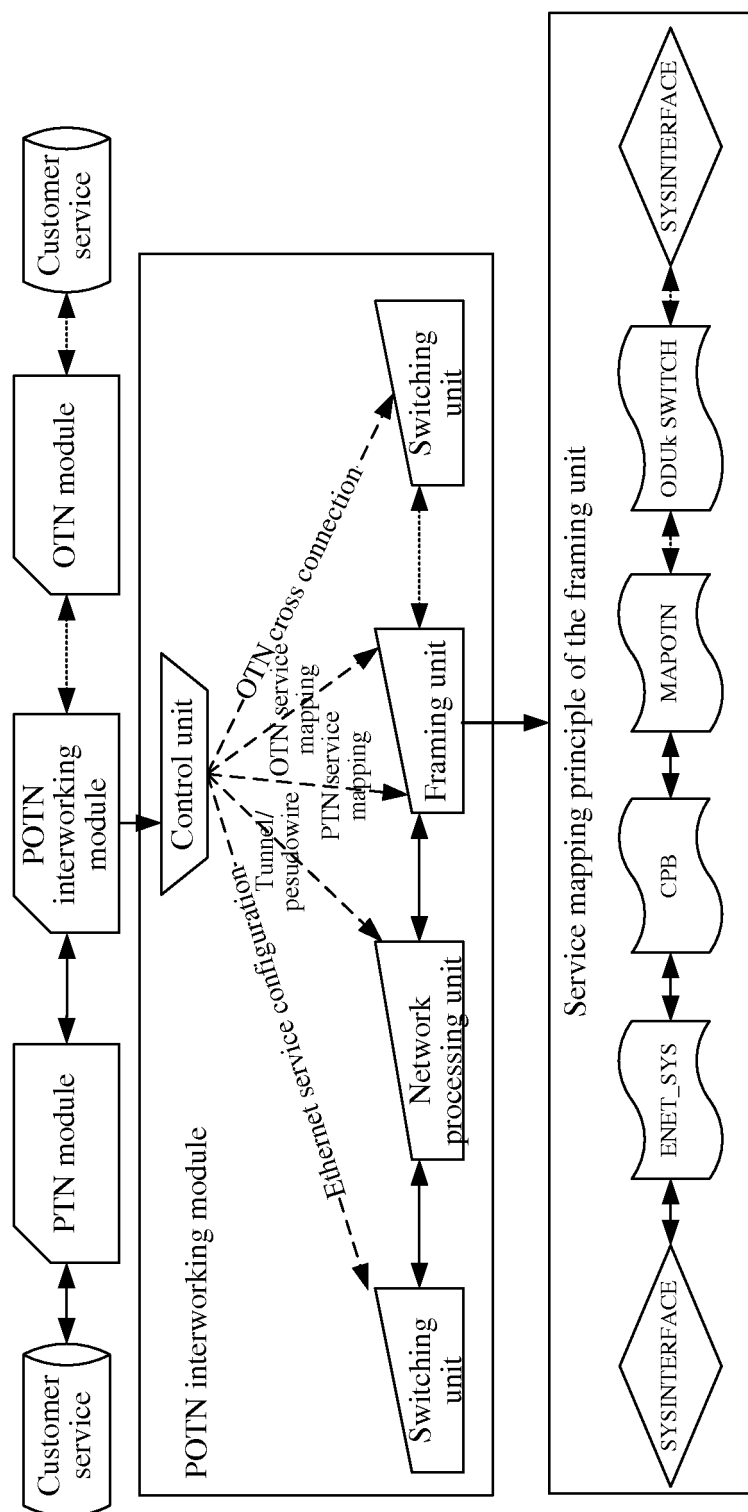 Customer
service
PTN module
POTN
interworking
module
OTN module
Customer
service
POTN interworking module
Control unit
Ethernet service configuration
Tunnel/
pesudowire
PTN service
mapping
OTN service
mapping
OTN cross connection
Switching
unit
Network
processing unit
Framing unit
Switching
unit
Service mapping principle of the framing unit
SYSINTERFACE
ENET_SYS
CPB
MAPOTN
ODUk SWITCH
SYSINTERFACE